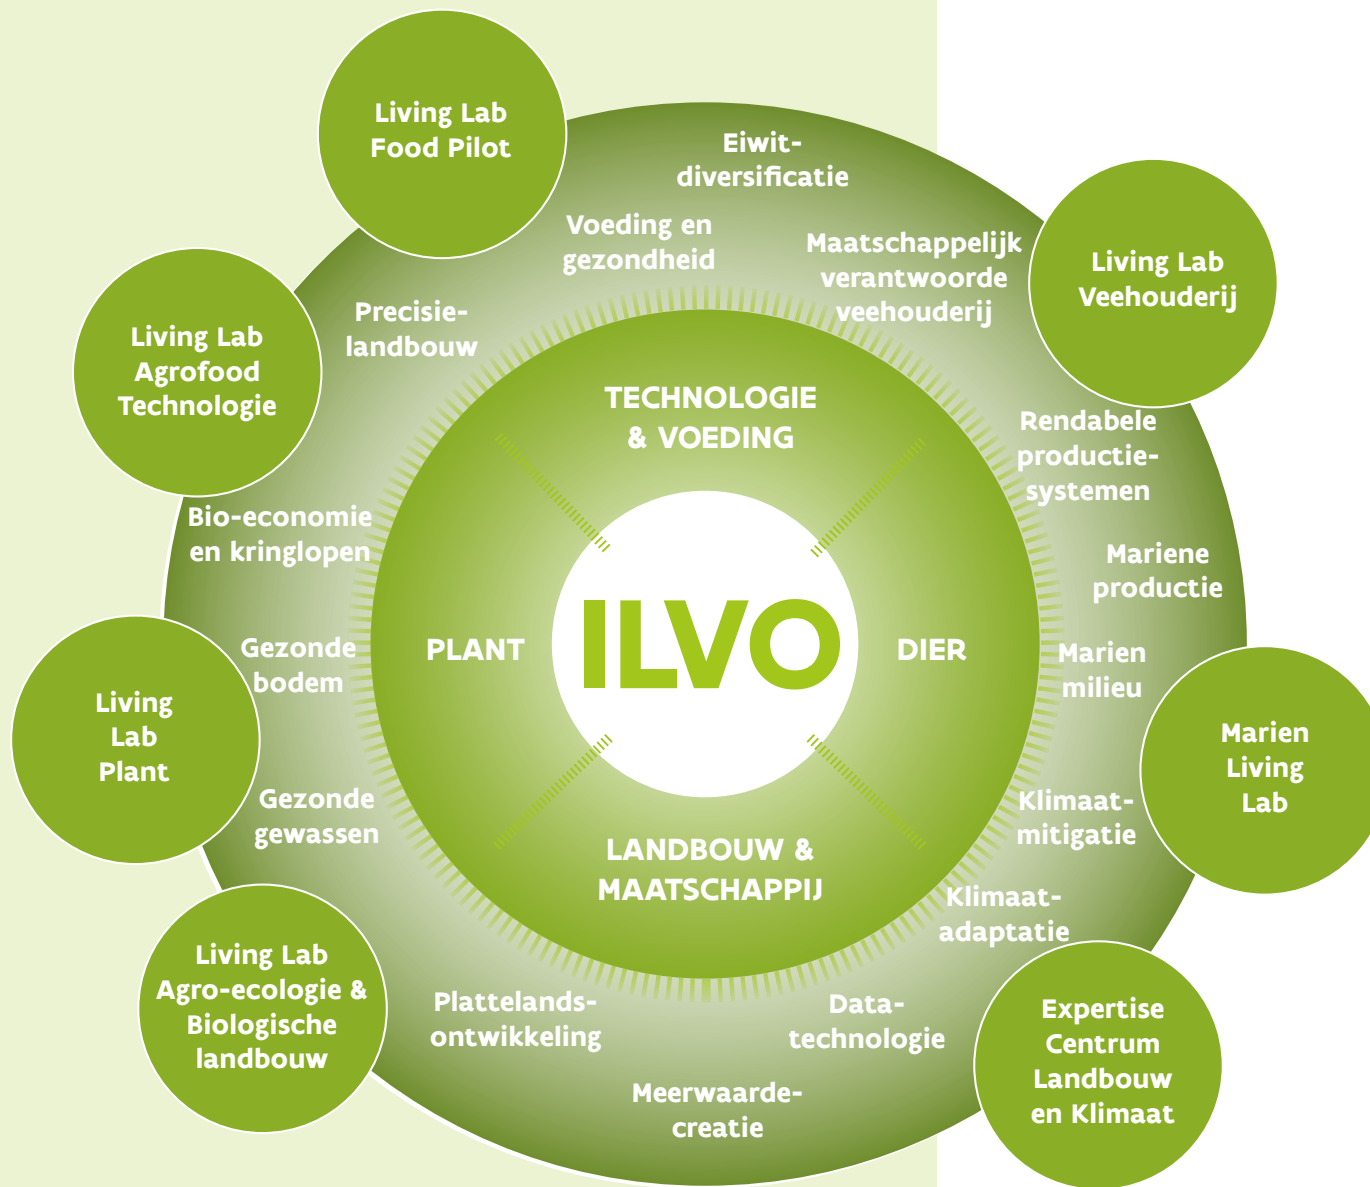 Living Lab
Food Pilot
Eiwit-
diversificatie
Voeding en
gezondheid
Maatschappelijk
verantwoorde
veehouderij
Living Lab
Veehouderij
Precisie-
landbouw
Living Lab
Agrofood
Technologie
TECHNOLOGIE
& VOEDING
Rendabele
productie-
systemen
Bio-economie
en kringlopen
Mariene
productie
Gezonde
bodem
PLANT
ILVO
DIER
Marien
milieu
Living
Lab
Plant
Marien
Living
Lab
Gezonde
gewassen
Klimaat-
mitigatie
LANDBOUW &
MAATSCHAPPIJ
Klimaat-
adaptatie
Living Lab
Agro-ecologie &
Biologische
landbouw
Plattelands-
ontwikkeling
Data-
technologie
Expertise
Centrum
Landbouw
en Klimaat
Meerwaarde-
creatie